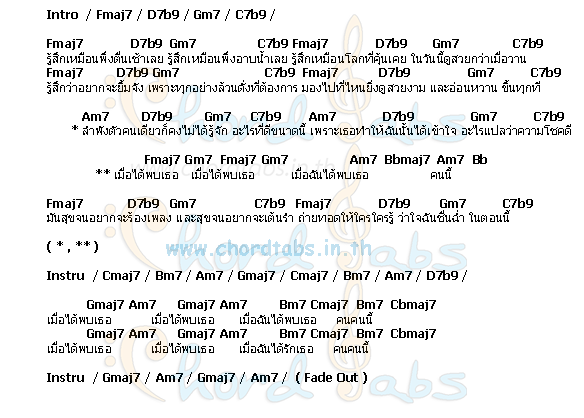 Intro / Fmaj7 / D7b9 / Gm7 / C7b9 /
Fmaj7 D7b9 Gm7 C7b9 Fmaj7 D7b9 Gm7 C7b9
รู้สึกเหมือนพึ่งตื่นเช้าเลย รู้สึกเหมือนพึ่งอาบน้ำเลย รู้สึกเหมือนโลกที่คุ้นเคย ในวันนี้ดูสวยกว่าเมื่อวาน
Fmaj7 D7b9 Gm7 C7b9 Fmaj7 D7b9 Gm7 C7b9
รู้สึกว่าอยากจะยิ้มจัง เพราะทุกอย่างล้วนดั่งที่ต้องการ มองไปที่ไหนยิ่งดูสวยงาม และอ่อนหวาน ขึ้นทุกที
Am7 D7b9 Gm7 C7b9 Am7 D7b9 Gm7 C7b9
* ลำพังตัวคนเดียวก็คงไม่ได้รู้จัก อะไรที่ดีขนาดนี้ เพราะเธอทำให้ฉันนั้นได้เข้าใจ อะไรแปลว่าความโชคดี
Fmaj7 Gm7 Fmaj7 Gm7 Am7 Bbmaj7 Am7 Bb
** เมื่อได้พบเธอ เมื่อได้พบเธอ เมื่อฉันได้พบเธอ คนนี้
Fmaj7 D7b9 Gm7 C7b9 Fmaj7 D7b9 Gm7 C7b9
มันสุขจนอยากจะร้องเพลง และสุขจนอยากจะเต้นรำ ถ่ายทอดให้ใครใครรู้ ว่าใจฉันชื่นฉ่ำ ในตอนนี้
( * , ** )
www.chordtabs.in.th
Instru / Cmaj7 / Bm7 / Am7 / Gmaj7 / Cmaj7 / Bm7 / Am7 / D7b9 /
Gmaj7 Am7 Gmaj7 Am7 Bm7 Cmaj7 Bm7 Cbmaj7
เมื่อได้พบเธอ เมื่อได้พบเธอ เมื่อฉันได้พบเธอ คนคนนี้
Gmaj7 Am7 Gmaj7 Am7 Bm7 Cmaj7 Bm7 Cbmaj7
เมื่อได้พบเธอ เมื่อได้พบเธอ เมื่อฉันได้รักเธอ คนคนนี้
Instru / Gmaj7 / Am7 / Gmaj7 / Am7 / ( Fade Out )